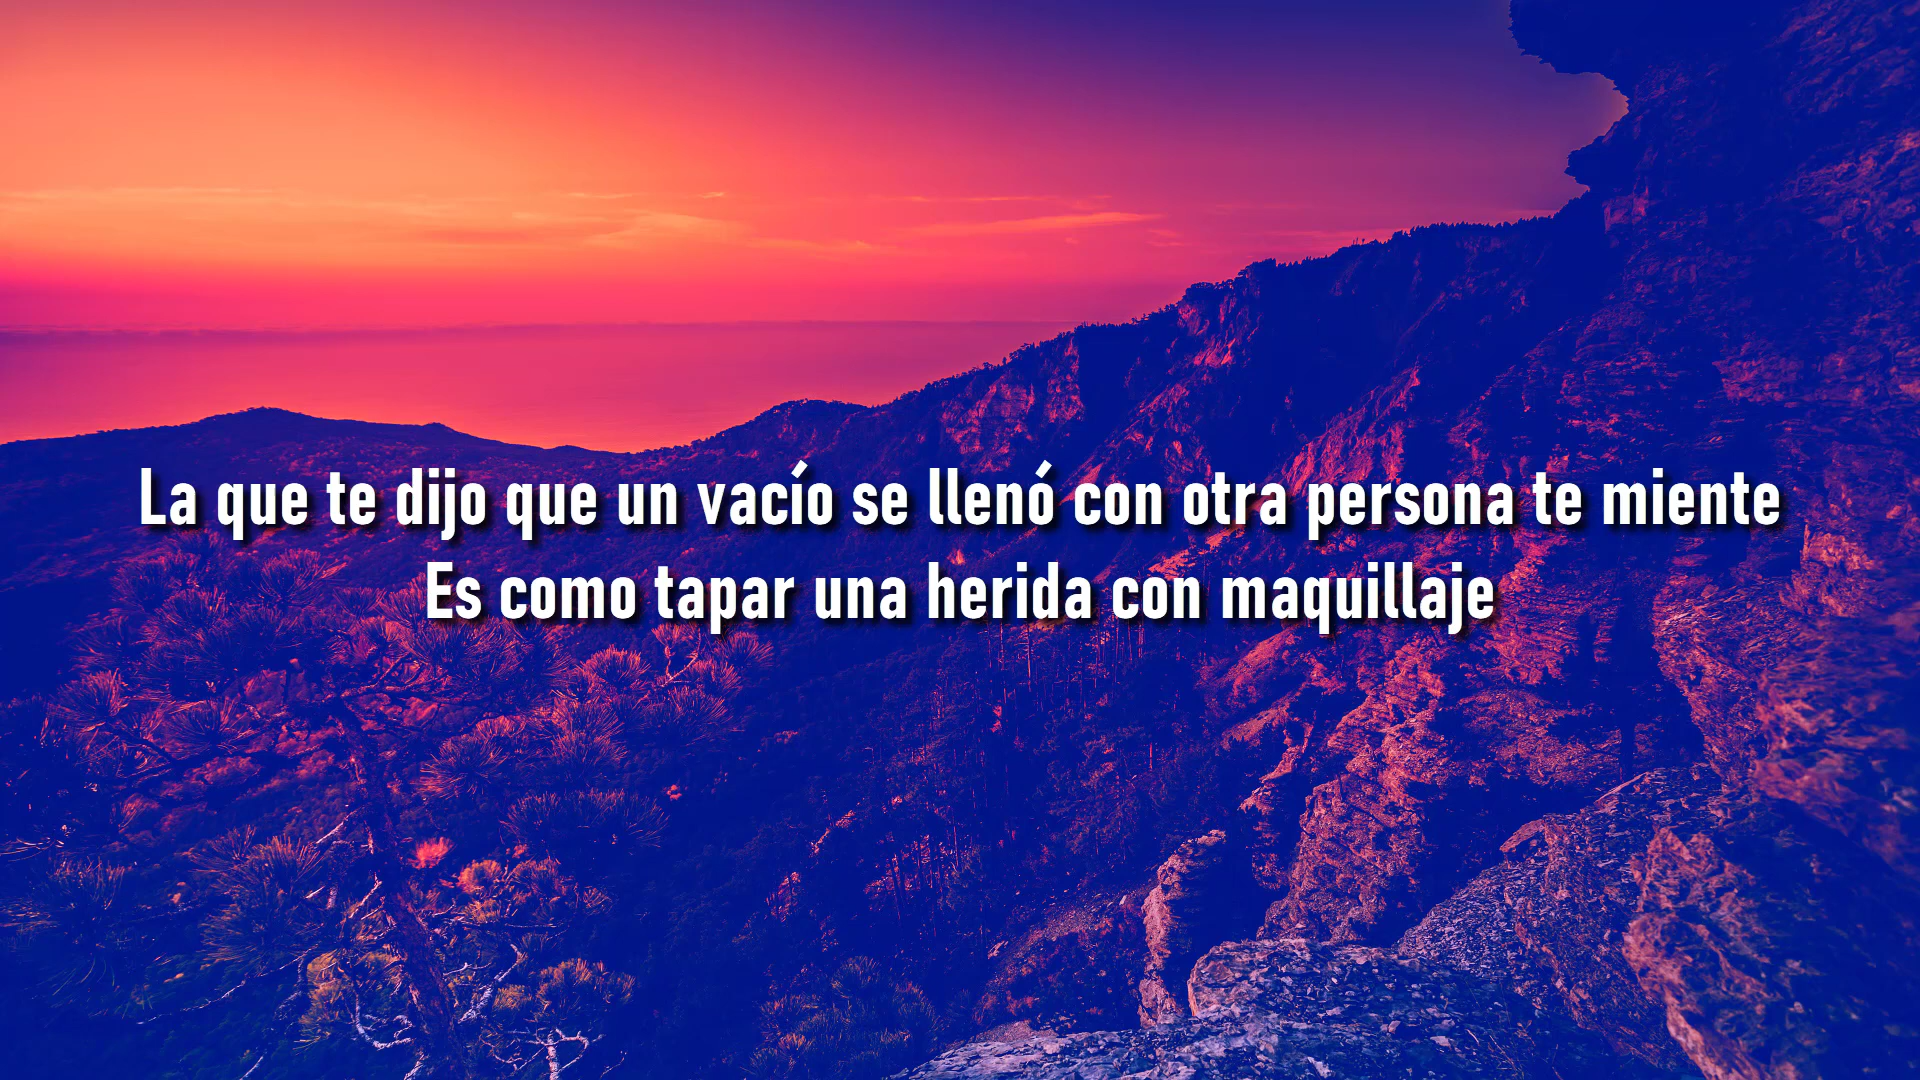 La que te dijo que un vacío se llenó con otra persona te miente
Es como tapar una herida con maquillaje